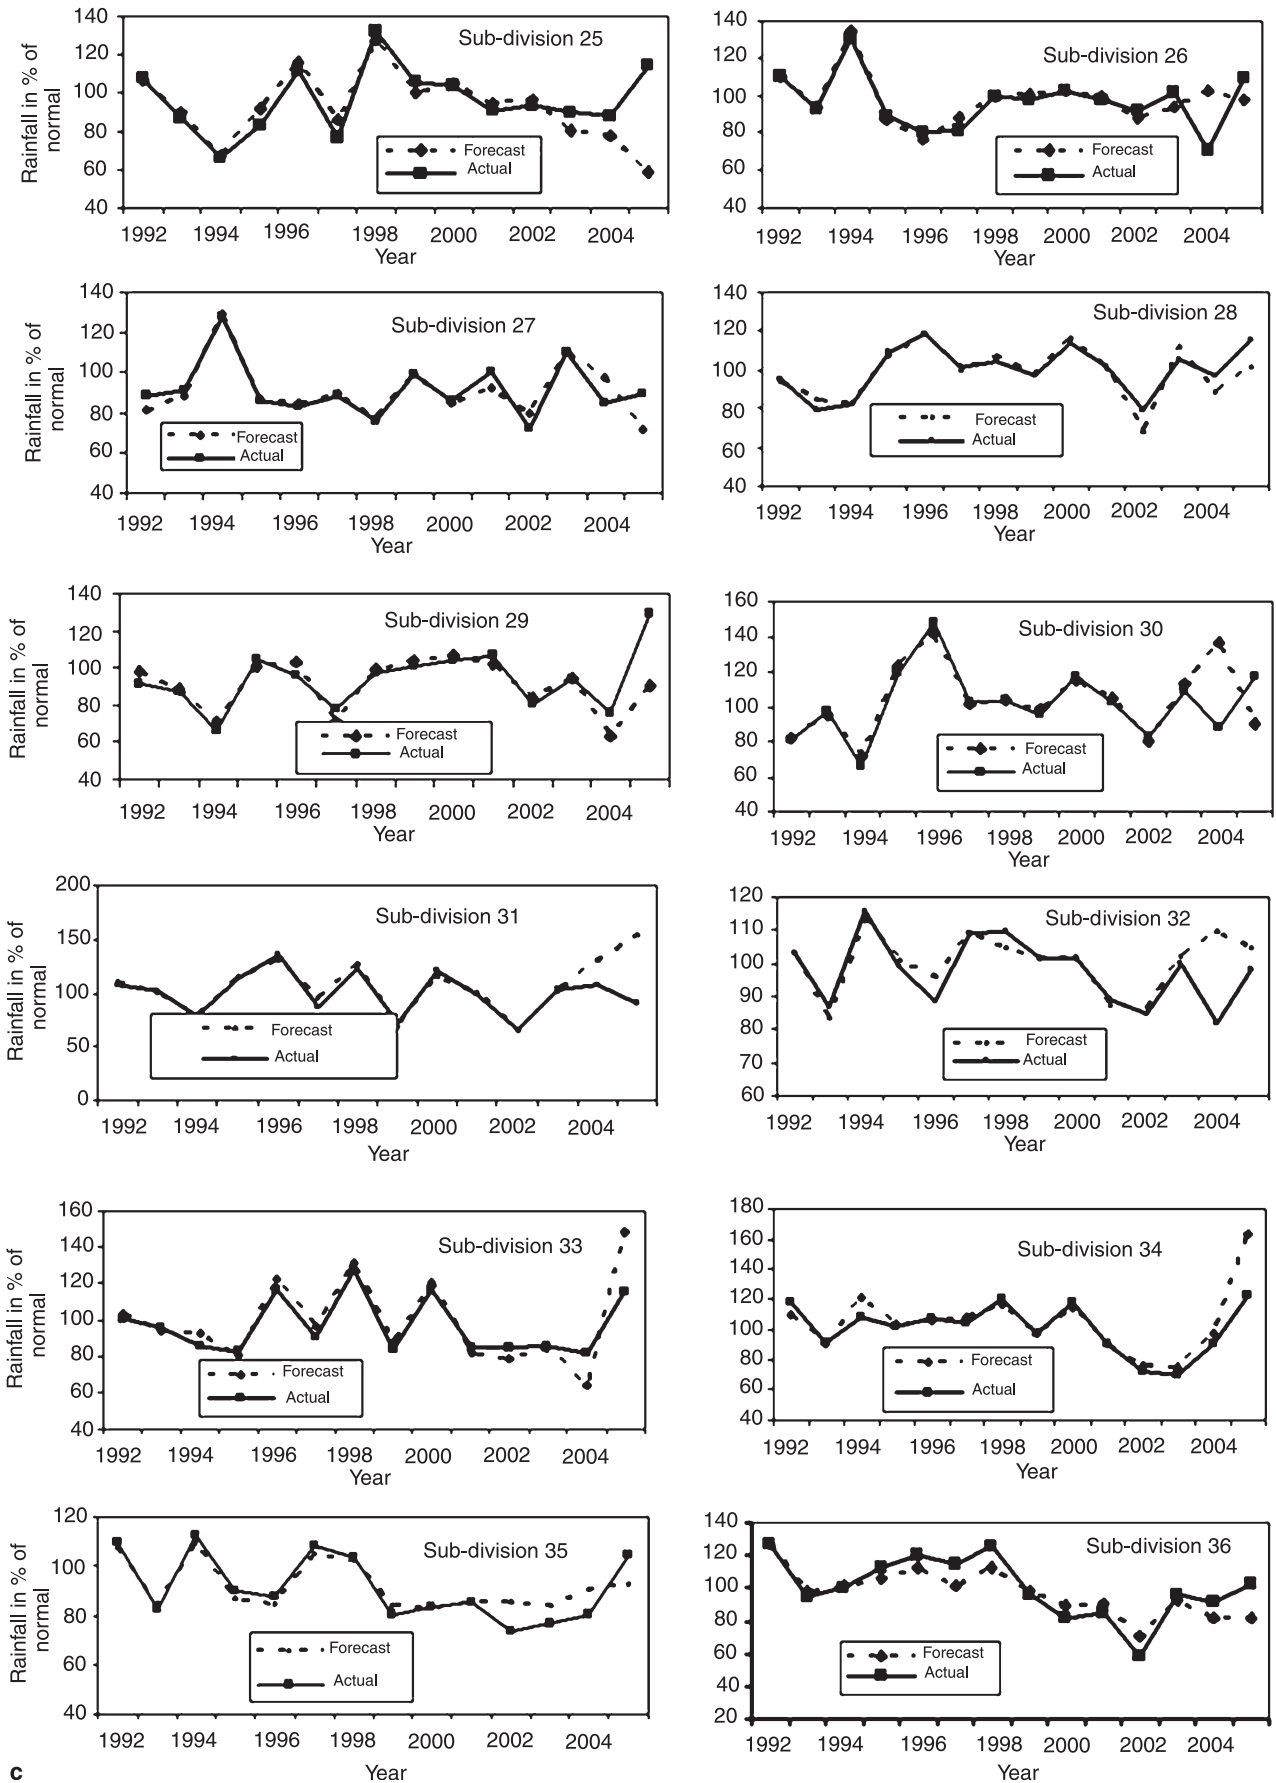 Sub-division 25
Rainfall in % of
normal
140
120
100
80
60
40
Forecast
Actual
1992 1994 1996 1998 2000 2002 2004
Year
Sub-division 26
140
120
100
80
60
40
Forecast
Actual
1992 1994 1996 1998 2000 2002 2004
Year
Sub-division 27
Rainfall in % of
normal
140
120
100
80
60
40
Forecast
Actual
1992 1994 1996 1998 2000 2002 2004
Year
Sub-division 28
140
120
100
80
60
40
Forecast
Actual
1992 1994 1996 1998 2000 2002 2004
Year
Sub-division 29
Rainfall in % of
normal
140
120
100
80
60
40
Forecast
Actual
1992 1994 1996 1998 2000 2002 2004
Year
Sub-division 30
160
140
120
100
80
60
40
Forecast
Actual
1992 1994 1996 1998 2000 2002 2004
Year
Sub-division 31
Rainfall in % of
normal
200
150
100
50
0
Forecast
Actual
1992 1994 1996 1998 2000 2002 2004
Year
Sub-division 32
120
110
100
90
80
70
60
Forecast
Actual
1992 1994 1996 1998 2000 2002 2004
Year
Sub-division 33
Rainfall in % of
normal
160
140
120
100
80
60
40
Forecast
Actual
1992 1994 1996 1998 2000 2002 2004
Year
Sub-division 34
180
160
140
120
100
80
60
40
Forecast
Actual
1992 1994 1996 1998 2000 2002 2004
Year
Sub-division 35
Rainfall in % of
normal
120
100
80
60
40
Forecast
Actual
1992 1994 1996 1998 2000 2002 2004
Year
Sub-division 36
140
120
100
80
60
40
20
Forecast
Actual
1992 1994 1996 1998 2000 2002 2004
Year
c